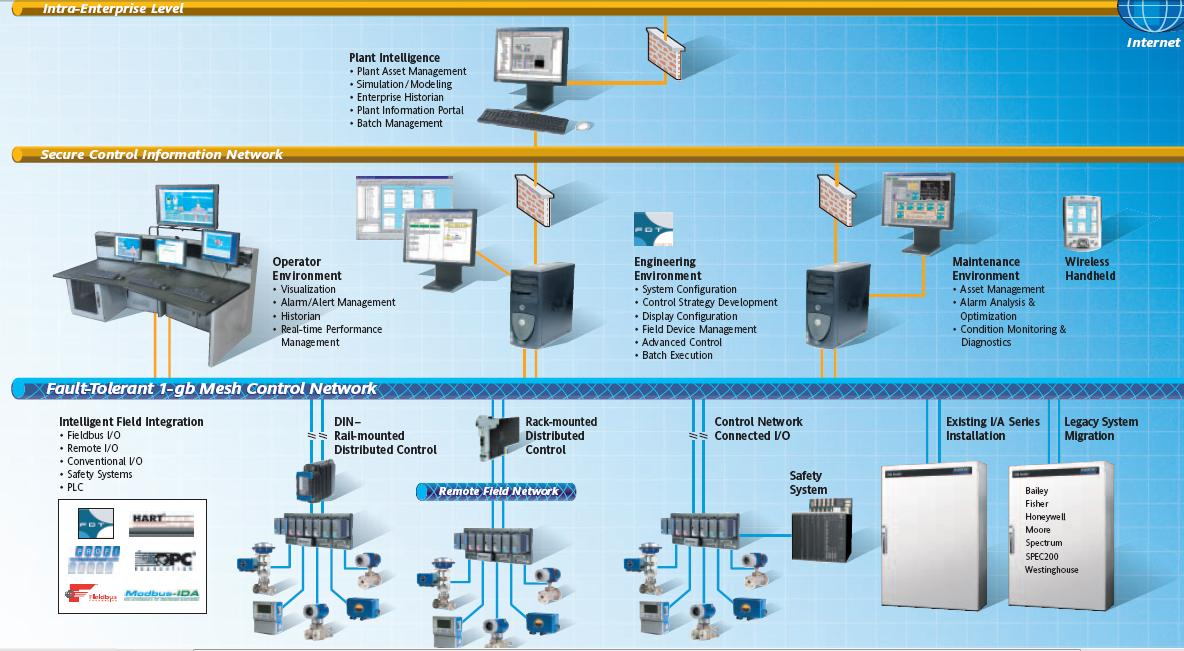 Intra-Enterprise Level
Internet
Plant Intelligence
• Plant Asset Management
• Simulation/Modeling
• Enterprise Historian
• Plant Information Portal
• Batch Management
Secure Control Information Network
Operator
Environment
• Visualization
• Alarm/Alert Management
• Historian
• Real-time Performance
Management
FDT
Engineering
Environment
• System Configuration
• Control Strategy Development
• Display Configuration
• Field Device Management
• Advanced Control
• Batch Execution
Maintenance
Environment
• Asset Management
• Alarm Analysis &
Optimization
• Condition Monitoring &
Diagnostics
Wireless
Handheld
Fault-Tolerant 1-gb Mesh Control Network
Intelligent Field Integration
• Fieldbus I/O
• Remote I/O
• Conventional I/O
• Safety Systems
• PLC
FDT
HART
OPC
FOUNDATION
Fieldbus
Modbus-IDA
DIN–
Rail-mounted
Distributed Control
Rack-mounted
Distributed
Control
Remote Field Network
Control Network
Connected I/O
Safety
System
Existing I/A Series
Installation
Legacy System
Migration
Bailey
Fisher
Honeywell
Moore
Spectrum
SPEC200
Westinghouse